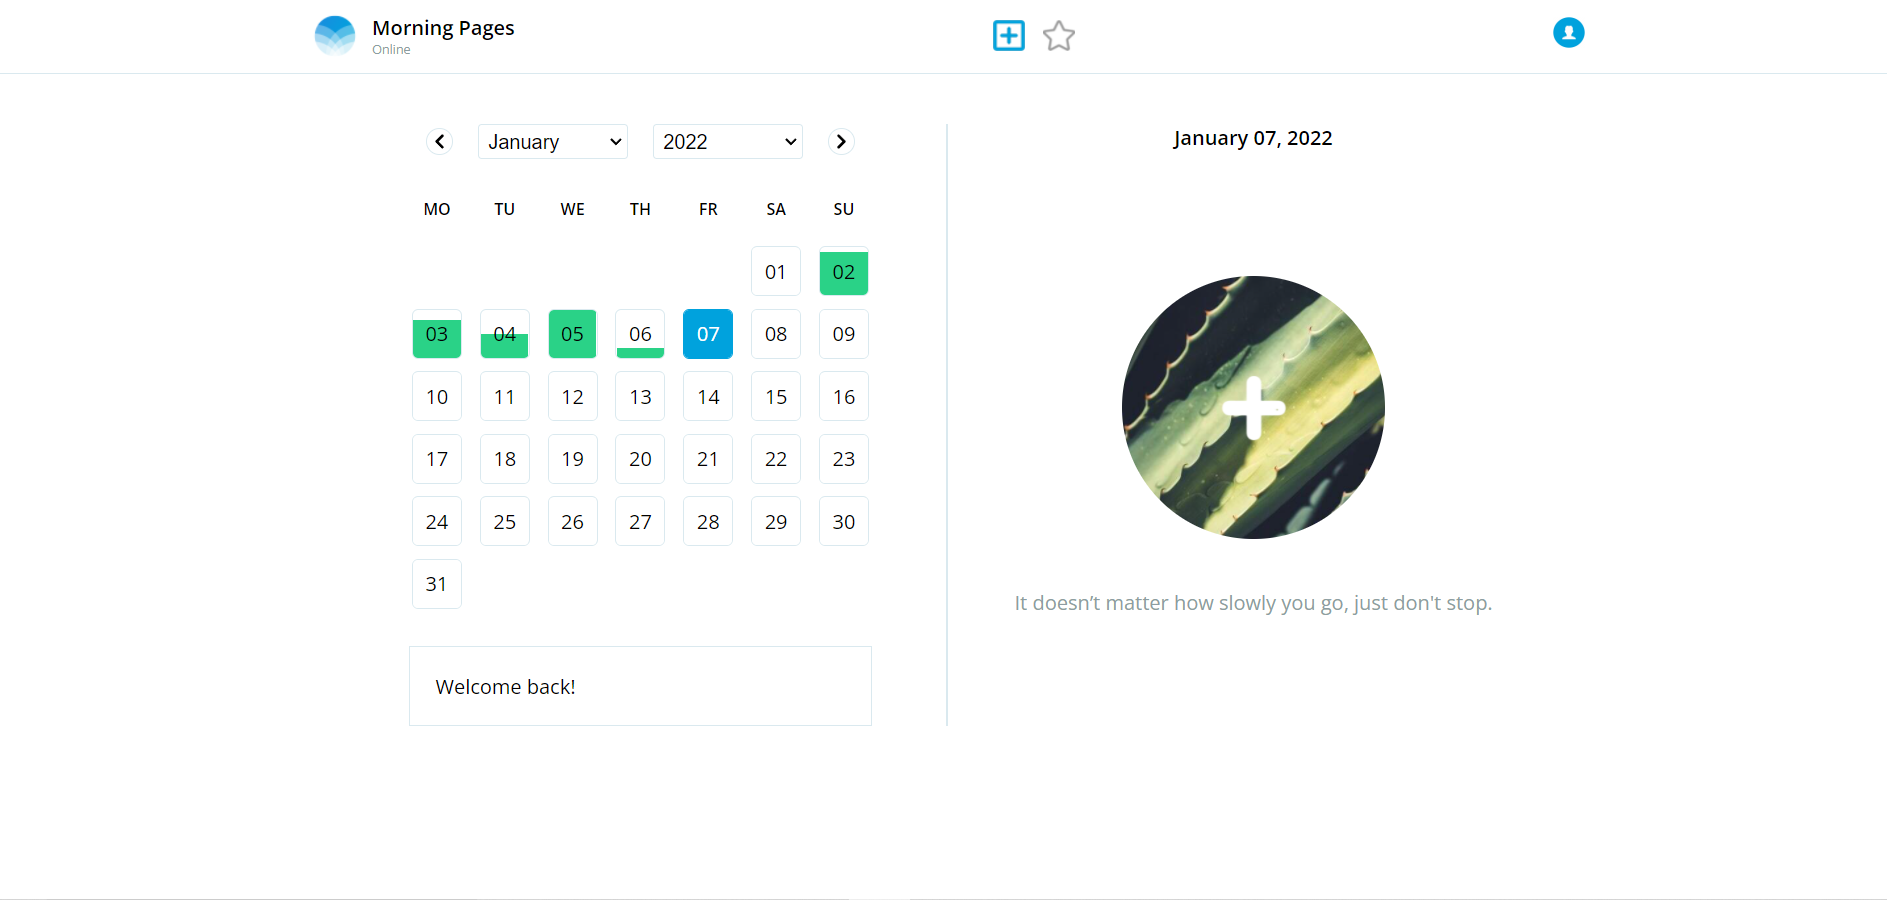 Morning Pages
Online
January 2022
MO TU WE TH FR SA SU
01 02
03 04 05 06 07 08 09
10 11 12 13 14 15 16
17 18 19 20 21 22 23
24 25 26 27 28 29 30
31
Welcome back!
January 07, 2022
It doesn’t matter how slowly you go, just don't stop.